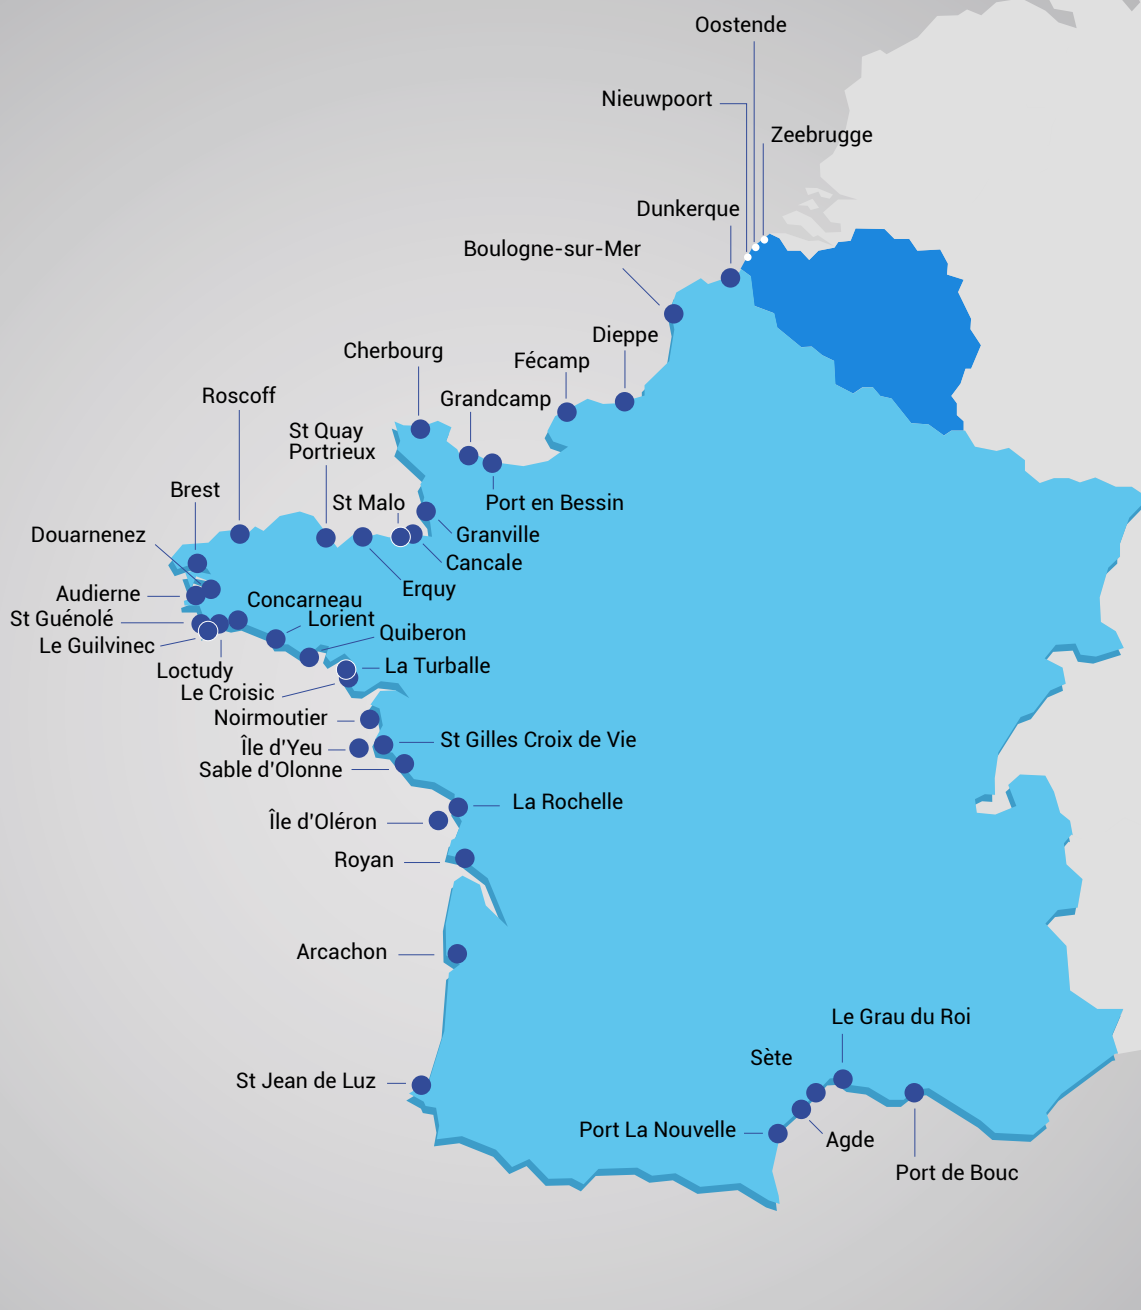 Oostende
Nieuwpoort
Zeebrugge
Dunkerque
Boulogne-sur-Mer
Dieppe
Cherbourg
Fécamp
Roscoff
Grandcamp
St Quay
Portrieux
Brest
St Malo
Port en Bessin
Douarnenez
Granville
Cancale
Erquy
Audierne
Concarneau
St Guénolé
Lorient
Quiberon
Le Guilvinec
La Turballe
Loctudy
Le Croisic
Noirmoutier
St Gilles Croix de Vie
Île d'Yeu
Sable d'Olonne
La Rochelle
Île d'Oléron
Royan
Arcachon
Le Grau du Roi
Sète
St Jean de Luz
Port La Nouvelle
Agde
Port de Bouc